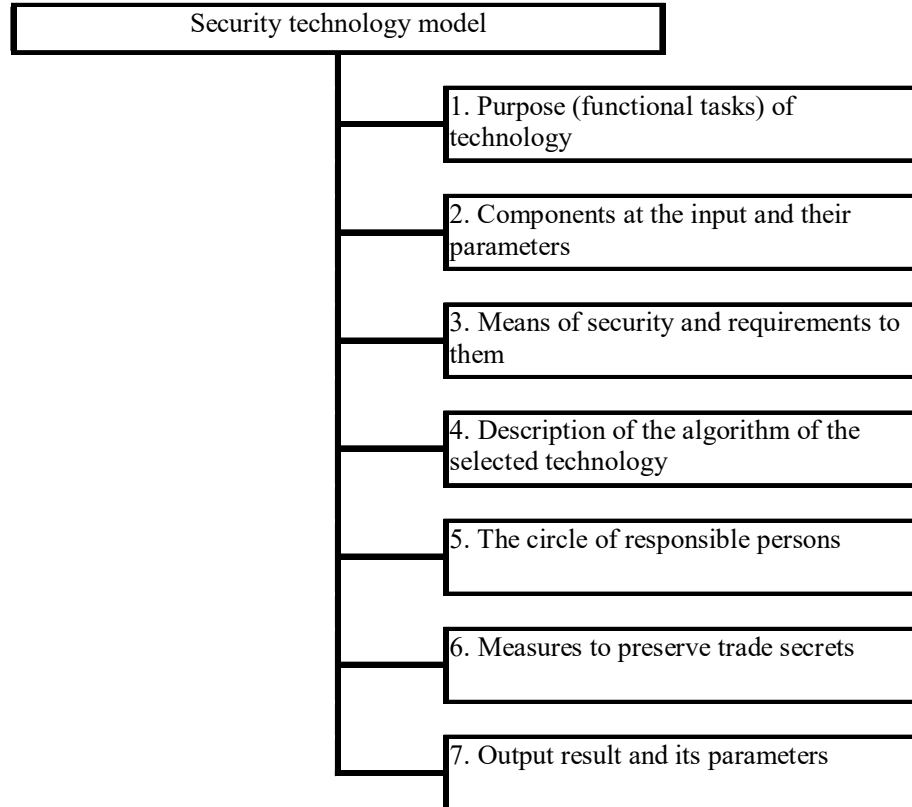 Security technology model
1. Purpose (functional tasks) of
technology
2. Components at the input and their
parameters
3. Means of security and requirements to
them
4. Description of the algorithm of the
selected technology
5. The circle of responsible persons
6. Measures to preserve trade secrets
7. Output result and its parameters